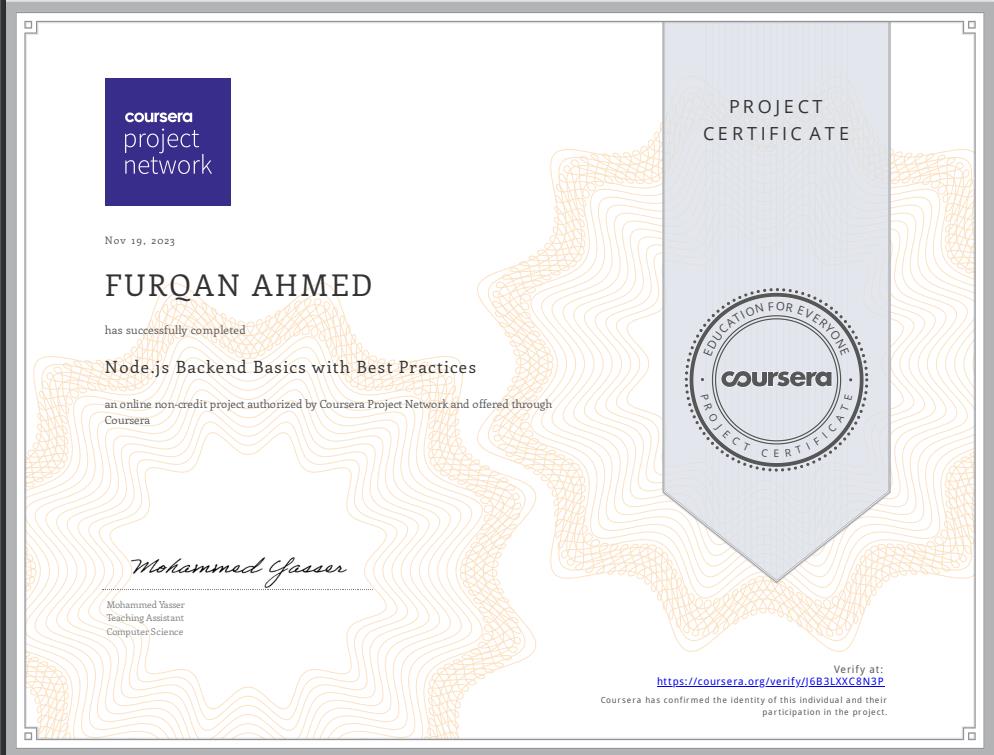 coursera
project
network
PROJECT
CERTIFICATE
Nov 19, 2023
FURQAN AHMED
has successfully completed
Node.js Backend Basics with Best Practices
an online non-credit project authorized by Coursera Project Network and offered through
Coursera
EDUCATION FOR EVERYONE
coursera
PROJECT CERTIFICATE
Mohammed Yasser
Mohammed Yasser
Teaching Assistant
Computer Science
Verify at:
https://coursera.org/verify/J6B3LXXC8N3P
Coursera has confirmed the identity of this individual and their
participation in the project.